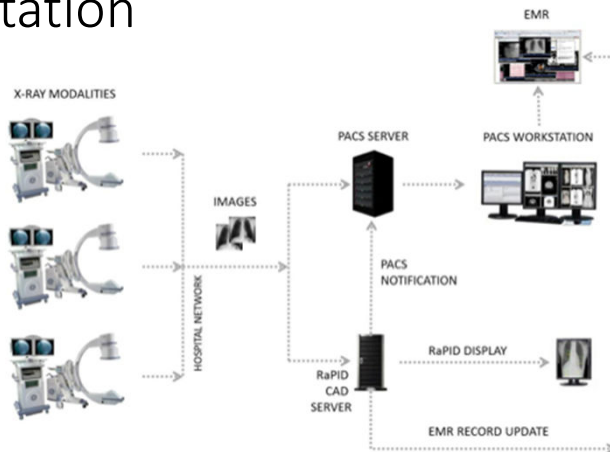 tation
EMR
X-RAY MODALITIES
PACS SERVER
PACS WORKSTATION
IMAGES
HOSPITAL NETWORK
PACS
NOTIFICATION
RaPID DISPLAY
RaPID
CAD
SERVER
EMR RECORD UPDATE